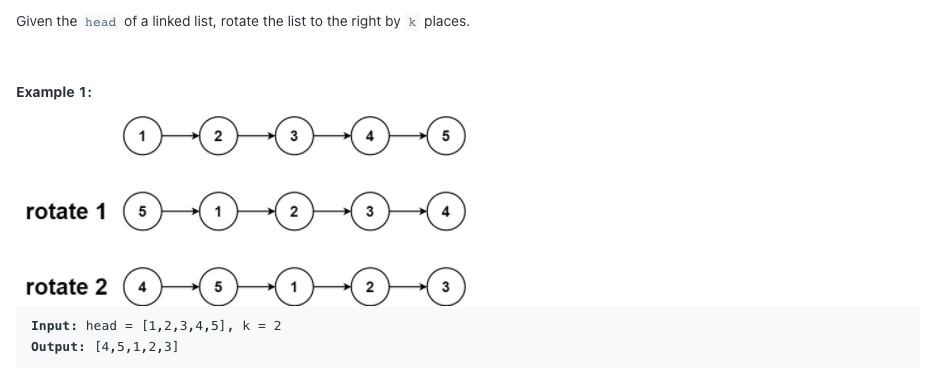 Given the head of a linked list, rotate the list to the right by k places.
Example 1:
1 2 3 4 5
rotate 1 5 1 2 3 4
rotate 2 4 5 1 2 3
Input: head = [1,2,3,4,5], k = 2
Output: [4,5,1,2,3]